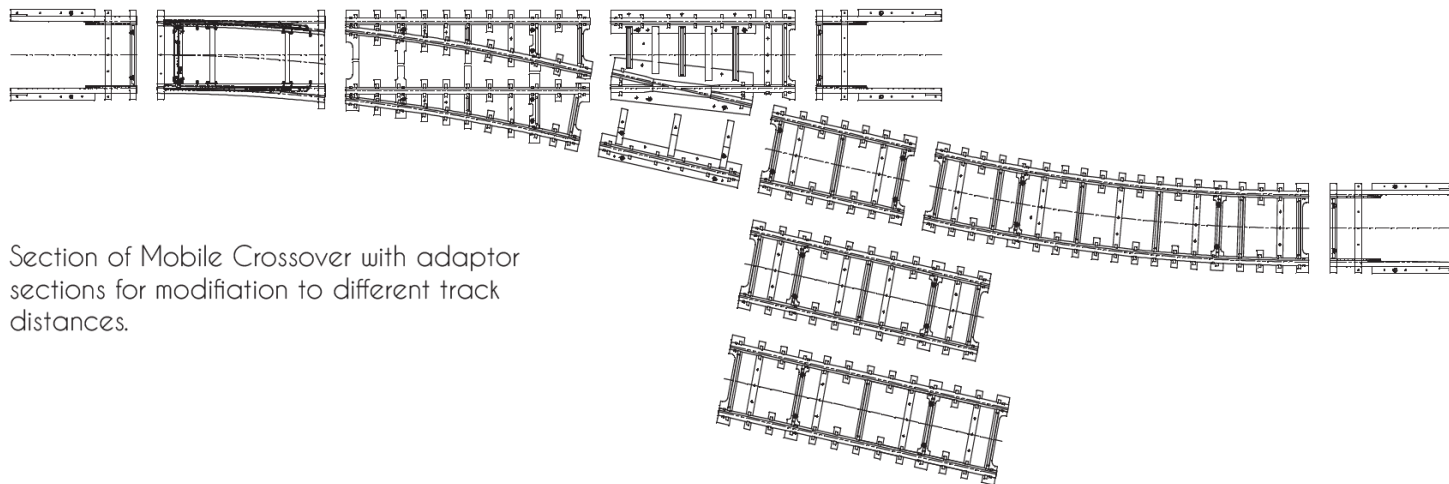 Section of Mobile Crossover with adaptor
sections for modifiation to different track
distances.